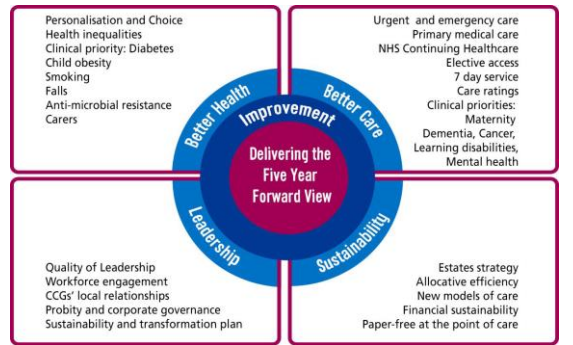 Personalisation and Choice
Health inequalities
Clinical priority: Diabetes
Child obesity
Smoking
Falls
Anti-microbial resistance
Carers
Urgent and emergency care
Primary medical care
NHS Continuing Healthcare
Elective access
7 day service
Care ratings
Clinical priorities:
Maternity
Dementia, Cancer,
Learning disabilities,
Mental health
Better Health
Better Care
Improvement
Delivering the
Five Year
Forward View
Leadership
Sustainability
Quality of Leadership
Workforce engagement
CCGs' local relationships
Probity and corporate governance
Sustainability and transformation plan
Estates strategy
Allocative efficiency
New models of care
Financial sustainability
Paper-free at the point of care